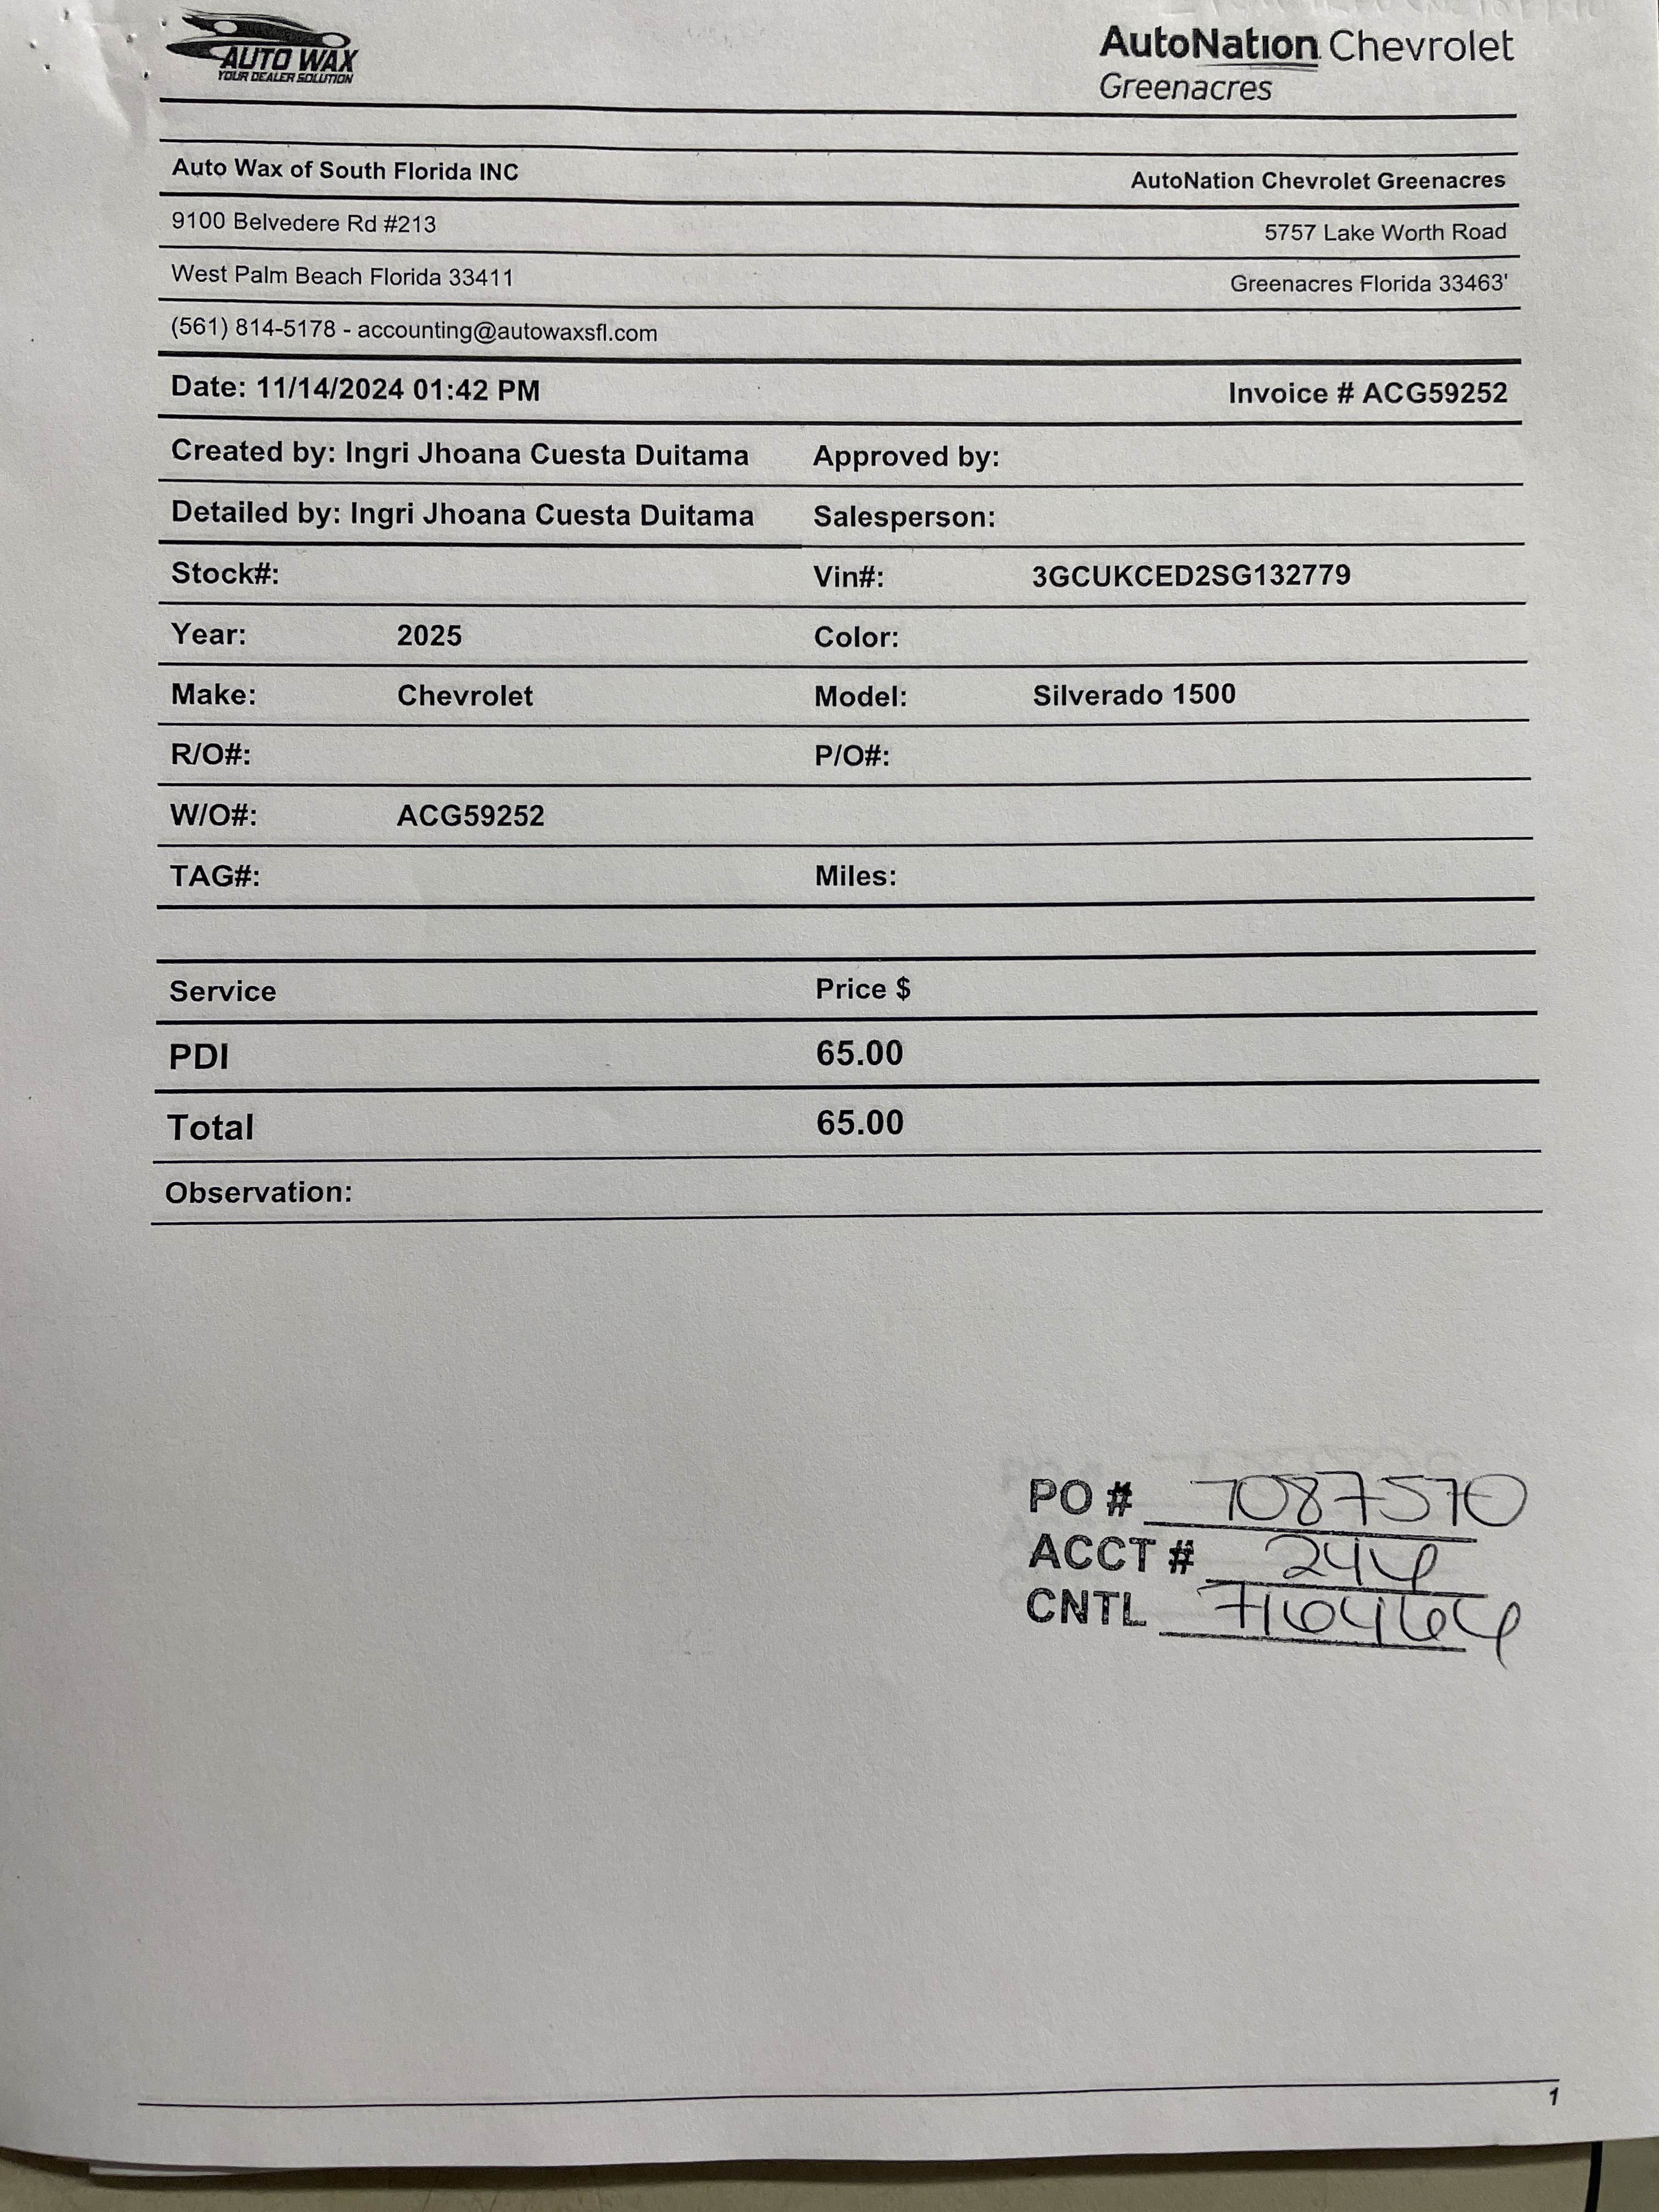 AUTO WAX
YOUR DEALER SOLUTION
AutoNation Chevrolet
Greenacres
Auto Wax of South Florida INC
AutoNation Chevrolet Greenacres
9100 Belvedere Rd #213
5757 Lake Worth Road
West Palm Beach Florida 33411
Greenacres Florida 33463'
(561) 814-5178 - accounting@autowaxsfl.com
Date: 11/14/2024 01:42 PM
Invoice # ACG59252
Created by: Ingri Jhoana Cuesta Duitama
Approved by:
Detailed by: Ingri Jhoana Cuesta Duitama
Salesperson:
Stock#:
Vin#: 3GCUKCED2SG132779
Year: 2025
Color:
Make: Chevrolet
Model: Silverado 1500
R/O#:
P/O#:
W/O#: ACG59252
TAG#:
Miles:
Service Price $
PDI 65.00
Total 65.00
Observation:
PO # 7087570
ACCT #
CNTL
1